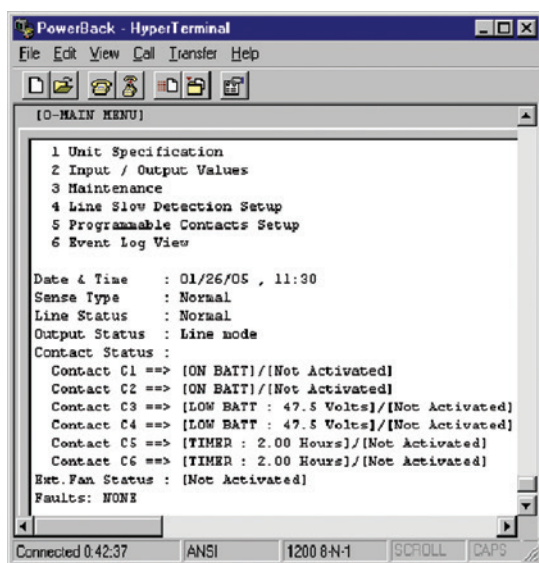 PowerBack - HyperTerminal
File Edit View Call Transfer Help
[0-MAIN MENU]
1 Unit Specification
2 Input / Output Values
3 Maintenance
4 Line Slow Detection Setup
5 Programmable Contacts Setup
6 Event Log View
Date & Time : 01/26/05 , 11:30
Sense Type : Normal
Line Status : Normal
Output Status : Line mode
Contact Status :
Contact C1 ==> [ON BATT]/[Not Activated]
Contact C2 ==> [ON BATT]/[Not Activated]
Contact C3 ==> [LOW BATT : 47.5 Volts]/[Not Activated]
Contact C4 ==> [LOW BATT : 47.5 Volts]/[Not Activated]
Contact C5 ==> [TIMER : 2.00 Hours]/[Not Activated]
Contact C6 ==> [TIMER : 2.00 Hours]/[Not Activated]
Ext.Fan Status : [Not Activated]
Faults: NONE
Connected 0:42:37 ANSI 1200 8-N-1 SCROLL CAPS